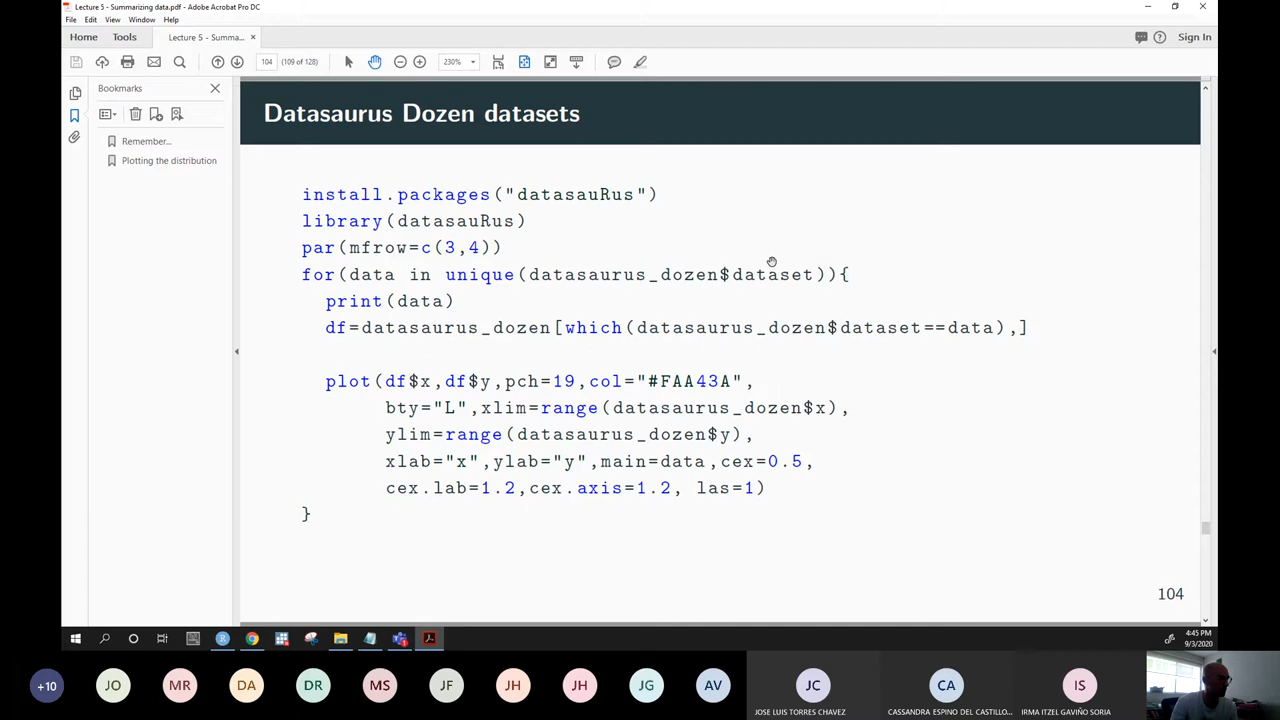 Lecture 5 - Summarizing data.pdf - Adobe Acrobat Pro DC
File Edit View Window Help
Home Tools Lecture 5 - Summa... Sign In
104 (109 of 128) 230%
Bookmarks
Remember...
Plotting the distribution
Datasaurus Dozen datasets
install.packages("datasauRus")
library(datasauRus)
par(mfrow=c(3,4))
for(data in unique(datasaurus_dozen$dataset)){
print(data)
df=datasaurus_dozen[which(datasaurus_dozen$dataset==data),]
plot(df$x,df$y,pch=19,col="#FAA43A",
bty="L",xlim=range(datasaurus_dozen$x),
ylim=range(datasaurus_dozen$y),
xlab="x",ylab="y",main=data,cex=0.5,
cex.lab=1.2,cex.axis=1.2, las=1)
}
104
4:45 PM
9/3/2020
+10 JO MR DA DR MS JF JH JH JG AV JC CA IS
JOSE LUIS TORRES CHAVEZ CASSANDRA ESPINO DEL CASTILLO... IRMA ITZEL GAVIÑO SORIA